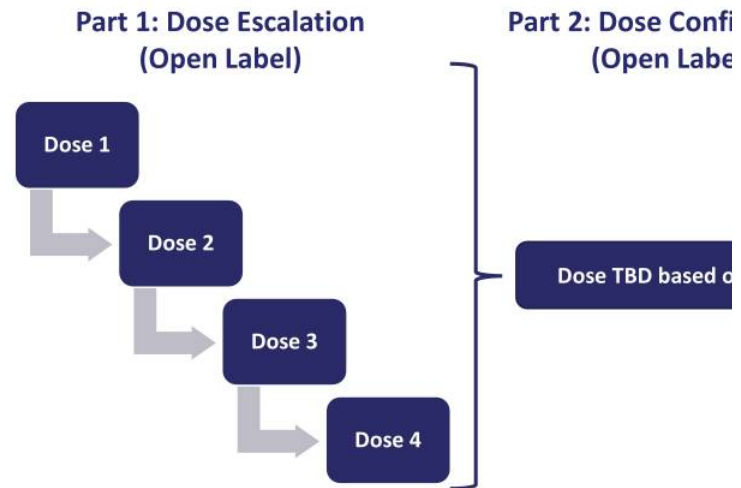 Part 1: Dose Escalation
(Open Label)
Dose 1
Dose 2
Dose 3
Dose 4
Part 2: Dose
(Open
Dose TBD based